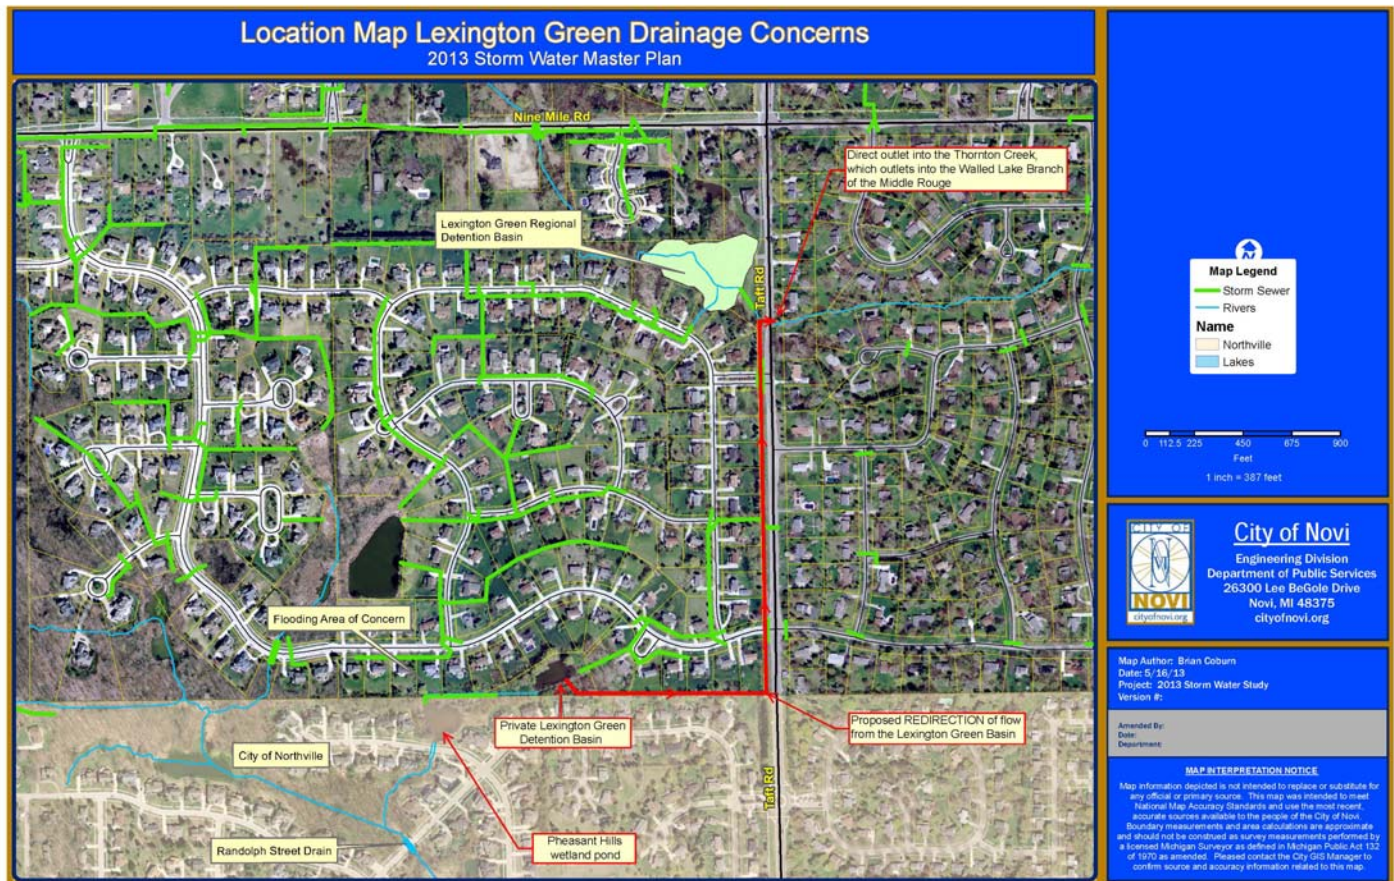 Location Map Lexington Green Drainage Concerns
2013 Storm Water Master Plan
Nine Mile Rd
Direct outlet into the Thornton Creek,
which outlets into the Walled Lake Branch
of the Middle Rouge
Lexington Green Regional
Detention Basin
Taft Rd
Flooding Area of Concern
Private Lexington Green
Detention Basin
Proposed REDIRECTION of flow
from the Lexington Green Basin
City of Northville
Taft Rd
Pheasant Hills
wetland pond
Randolph Street Drain
Map Legend
Storm Sewer
Rivers
Name
Northville
Lakes
0 112.5 225 450 675 900
Feet
1 inch = 387 feet
CITY OF
NOVI
cityofnovi.org
City of Novi
Engineering Division
Department of Public Services
26300 Lee BeGole Drive
Novi, MI 48375
cityofnovi.org
Map Author: Brian Coburn
Date: 5/16/13
Project: 2013 Storm Water Study
Version #:
Amended By:
Date:
Department:
MAP INTERPRETATION NOTICE
Map information depicted is not intended to replace or substitute for
any official or primary source. This map was intended to meet
National Map Accuracy Standards and use the most recent,
accurate sources available to the people of the City of Novi.
Boundary measurements and area calculations are approximate
and should not be construed as survey measurements performed by
a licensed Michigan Surveyor as defined in Michigan Public Act 132
of 1970 as amended. Pleased contact the City GIS Manager to
confirm source and accuracy information related to this map.